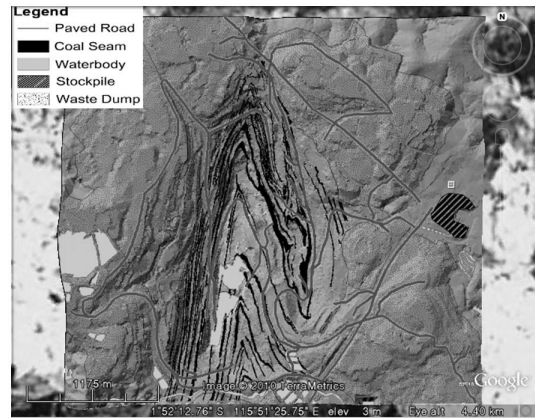 Legend
Paved Road
Coal Seam
Waterbody
Stockpile
Waste Dump
N
1175 m
Image © 2010 TerraMetrics
©2010 Google
1°52'12.76" S 115°51'25.75" E elev 3 m Eye alt 4.40 km